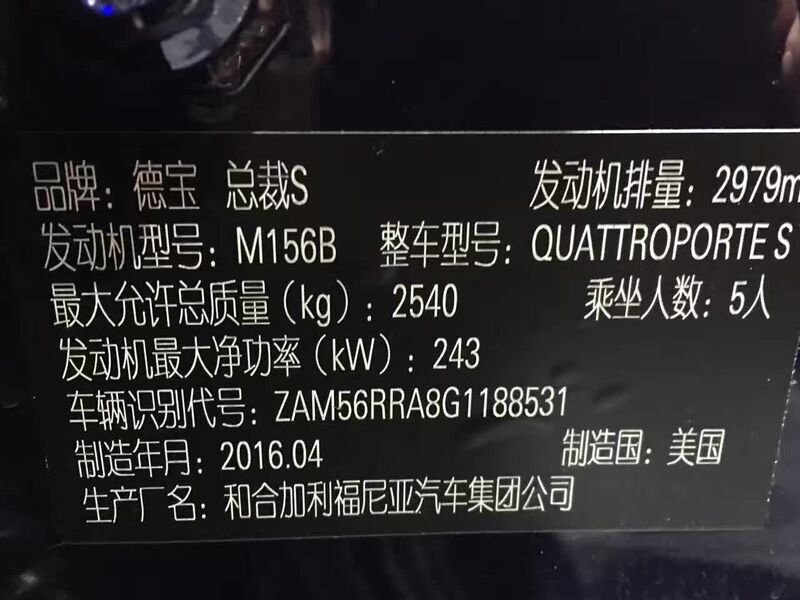 品牌：德宝 总裁S 发动机排量：2979m
发动机型号：M156B 整车型号：QUATTROPORTE S
最大允许总质量（kg）：2540 乘坐人数：5人
发动机最大净功率（kW）：243
车辆识别代号：ZAM56RRA8G1188531
制造年月：2016.04 制造国：美国
生产厂名：和合加利福尼亚汽车集团公司